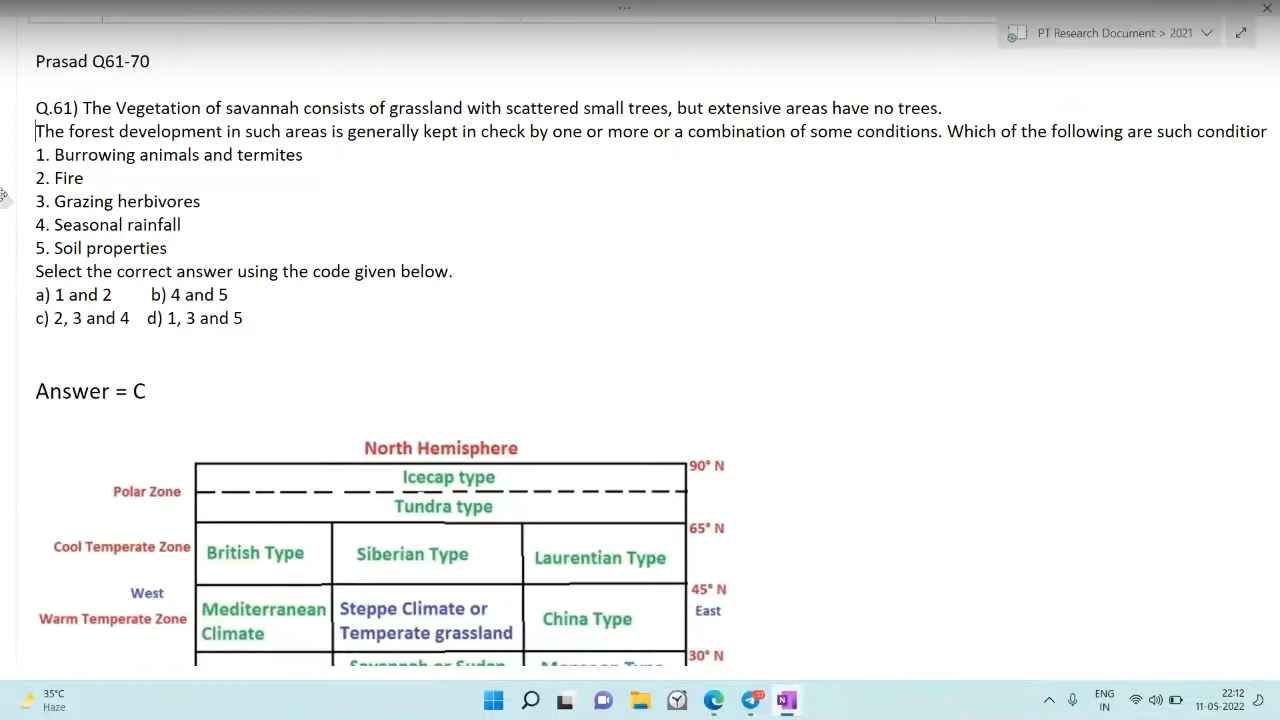 PT Research Document > 2021
Prasad Q61-70
Q.61) The Vegetation of savannah consists of grassland with scattered small trees, but extensive areas have no trees.
The forest development in such areas is generally kept in check by one or more or a combination of some conditions. Which of the following are such condition
1. Burrowing animals and termites
2. Fire
3. Grazing herbivores
4. Seasonal rainfall
5. Soil properties
Select the correct answer using the code given below.
a) 1 and 2 b) 4 and 5
c) 2, 3 and 4 d) 1, 3 and 5
Answer = C
North Hemisphere
90° N
Icecap type
Polar Zone
Tundra type
65° N
Cool Temperate Zone British Type Siberian Type Laurentian Type
45° N
West
East
Warm Temperate Zone
Mediterranean Climate
Steppe Climate or Temperate grassland
China Type
30° N
Savannah or Sudan Monsoon Type
35°C
Haze
ENG
IN
22:12
11-05-2022